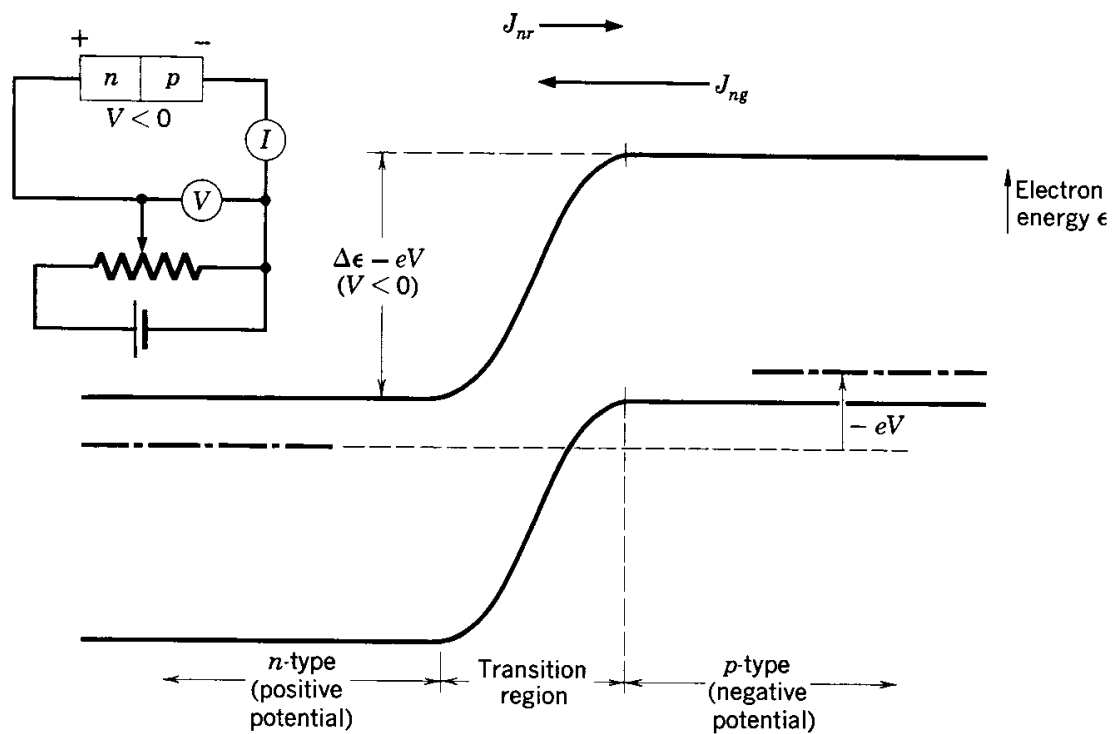 J_nr
J_ng
+ −
n p
V < 0
I
V
Δϵ − eV
(V < 0)
Electron
energy ϵ
− eV
n-type
(positive
potential)
Transition
region
p-type
(negative
potential)